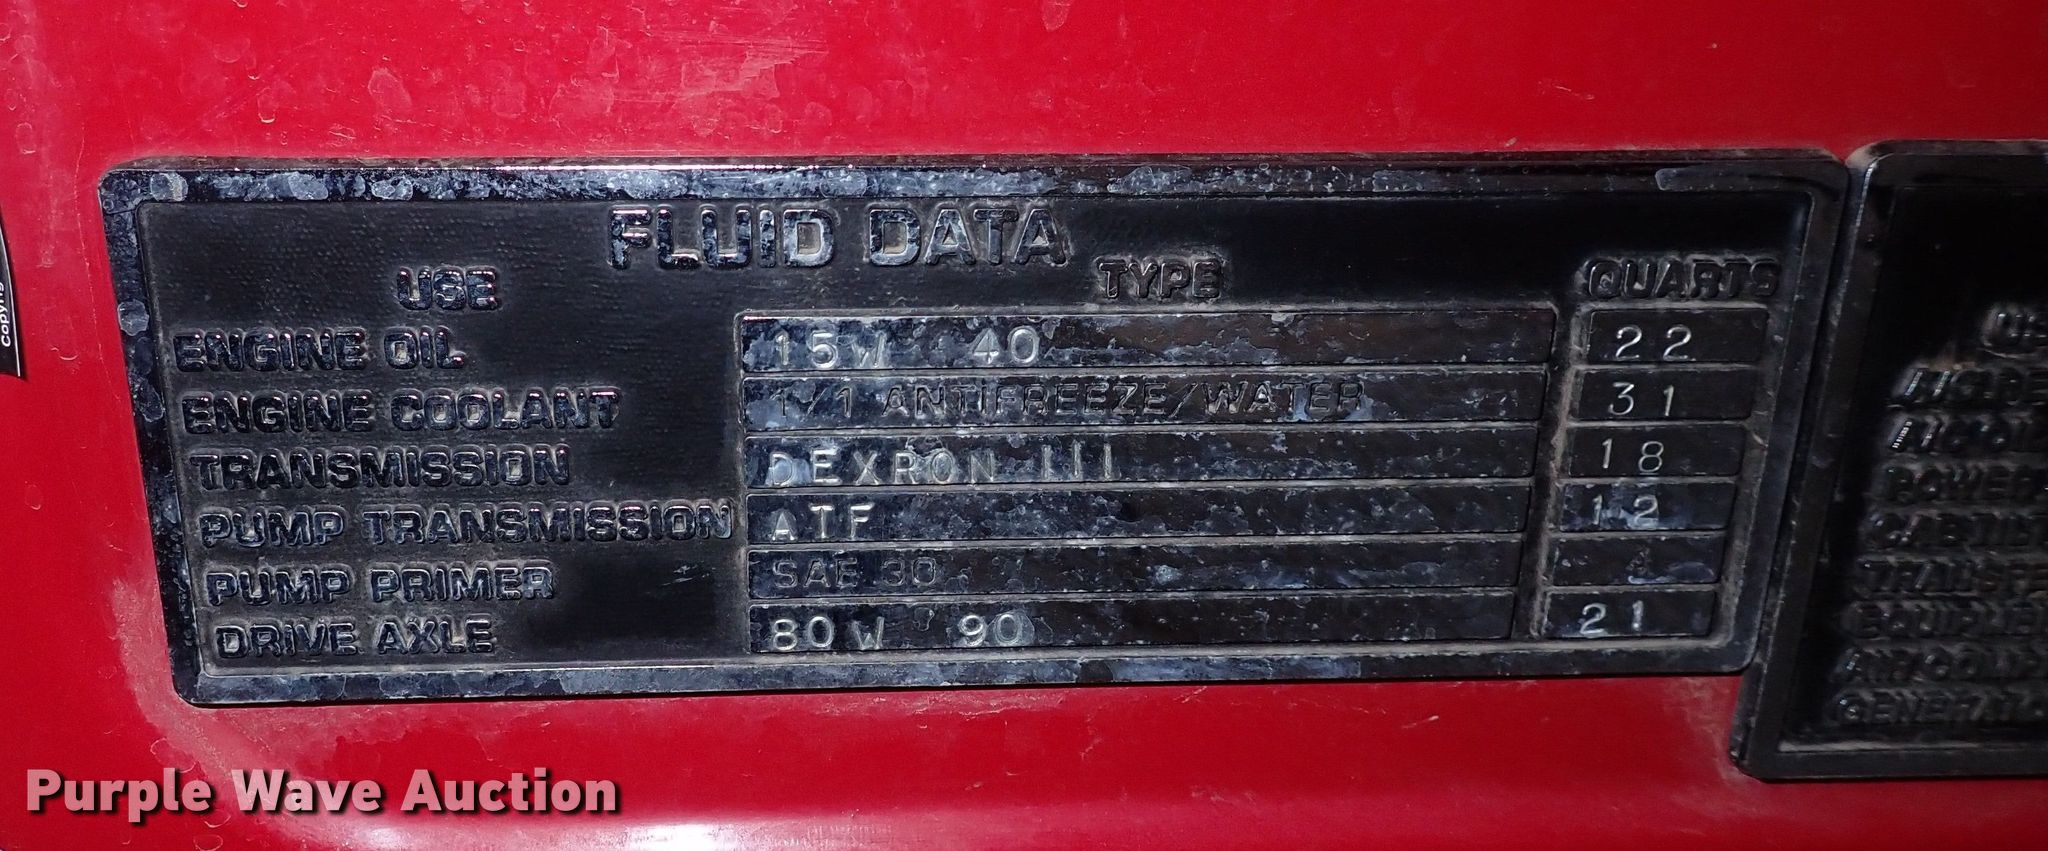 FLUID DATA
USE TYPE QUARTS
ENGINE OIL 15W 40 22
ENGINE COOLANT 1/1 ANTIFREEZE/WATER 31
TRANSMISSION DEXRON III 18
PUMP TRANSMISSION ATF 12
PUMP PRIMER SAE 30 4
DRIVE AXLE 80W 90 21
Purple Wave Auction